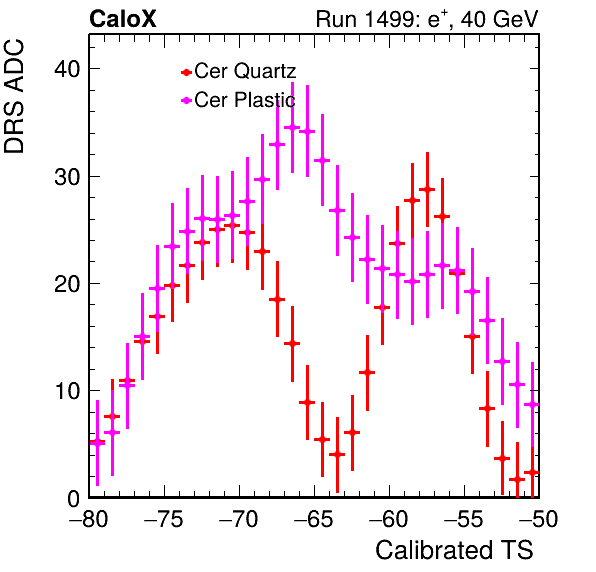 CaloX Run 1499: e⁺, 40 GeV
DRS ADC
Cer Quartz
Cer Plastic
40
30
20
10
0
−80 −75 −70 −65 −60 −55 −50
Calibrated TS